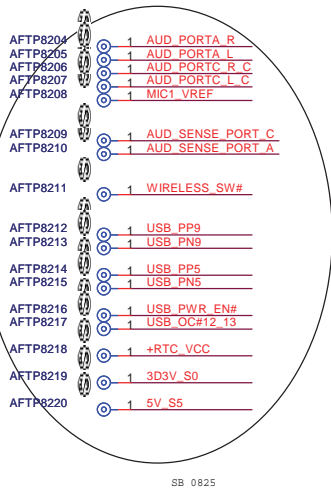 AFTP8204 1 AUD_PORTA_R
AFTP8205 1 AUD_PORTA_L
AFTP8206 1 AUD_PORTC_R_C
AFTP8207 1 AUD_PORTC_L_C
AFTP8208 1 MIC1_VREF
AFTP8209 1 AUD_SENSE_PORT_C
AFTP8210 1 AUD_SENSE_PORT_A
AFTP8211 1 WIRELESS_SW#
AFTP8212 1 USB_PP9
AFTP8213 1 USB_PN9
AFTP8214 1 USB_PP5
AFTP8215 1 USB_PN5
AFTP8216 1 USB_PWR_EN#
AFTP8217 1 USB_OC#12_13
AFTP8218 1 +RTC_VCC
AFTP8219 1 3D3V_S0
AFTP8220 1 5V_S5
SB 0825